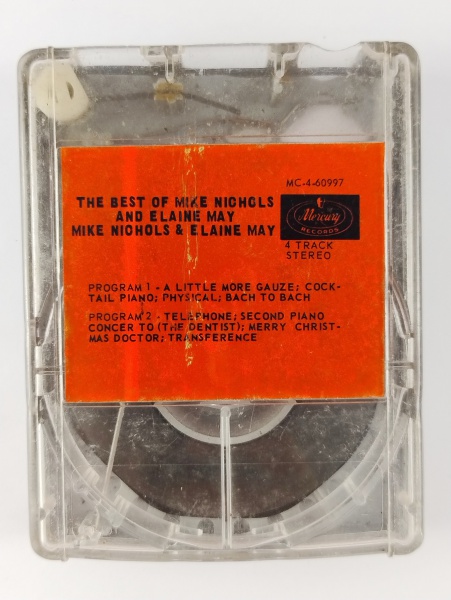 MC-4-60997
THE BEST OF MIKE NICHOLS
AND ELAINE MAY
MIKE NICHOLS & ELAINE MAY
Mercury
RECORDS
4 TRACK
STEREO
PROGRAM 1 - A LITTLE MORE GAUZE; COCK-
TAIL PIANO; PHYSICAL; BACH TO BACH
PROGRAM 2 - TELEPHONE; SECOND PIANO
CONCER TO (THE DENTIST); MERRY CHRIST-
MAS DOCTOR; TRANSFERENCE